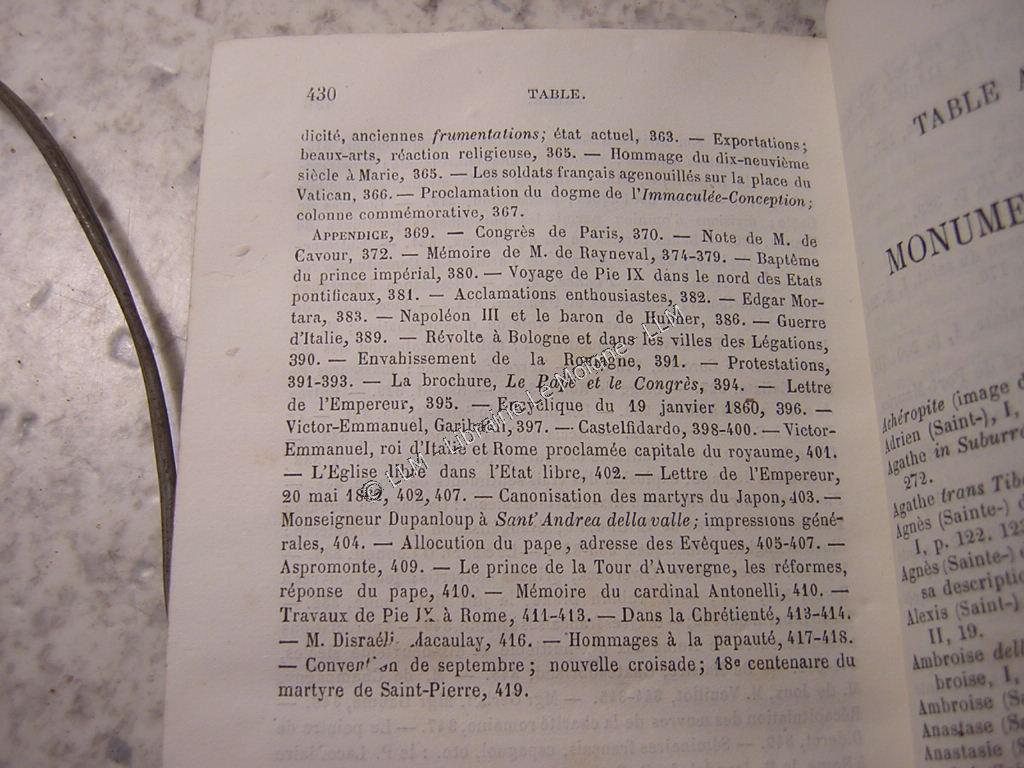 430 TABLE.
dicité, anciennes frumentations; état actuel, 363. — Exportations;
beaux-arts, réaction religieuse, 365. — Hommage du dix-neuvième
siècle à Marie, 365. — Les soldats français agenouillés sur la place du
Vatican, 366. — Proclamation du dogme de l'Immaculée-Conception;
colonne commémorative, 367.
APPENDICE, 369. — Congrès de Paris, 370. — Note de M. de
Cavour, 372. — Mémoire de M. de Rayneval, 374-379. — Baptême
du prince impérial, 380. — Voyage de Pie IX dans le nord des Etats
pontificaux, 381. — Acclamations enthousiastes, 382. — Edgar Mor-
tara, 383. — Napoléon III et le baron de Hubner, 386. — Guerre
d'Italie, 389. — Révolte à Bologne et dans les villes des Légations,
390. — Envahissement de la Romagne, 391. — Protestations,
391-393. — La brochure, Le Pape et le Congrès, 394. — Lettre
de l'Empereur, 395. — Encyclique du 19 janvier 1860, 396. —
Victor-Emmanuel, Garibaldi, 397. — Castelfidardo, 398-400. — Victor-
Emmanuel, roi d'Italie et Rome proclamée capitale du royaume, 401.
— L'Eglise libre dans l'Etat libre, 402. — Lettre de l'Empereur,
20 mai 1862, 402, 407. — Canonisation des martyrs du Japon, 403. —
Monseigneur Dupanloup à Sant' Andrea della valle; impressions géné-
rales, 404. — Allocution du pape, adresse des Evêques, 405-407. —
Aspromonte, 409. — Le prince de la Tour d'Auvergne, les réformes,
réponse du pape, 410. — Mémoire du cardinal Antonelli, 410. —
Travaux de Pie IX à Rome, 411-413. — Dans la Chrétienté, 413-414.
— M. Disraéli, Macaulay, 416. — Hommages à la papauté, 417-418.
— Convention de septembre; nouvelle croisade; 18e centenaire du
martyre de Saint-Pierre, 419.
© LLM - Librairie Le Moine - LLM
TABLE
Achéropite (image
Adrien (Saint-), I,
Agathe in Suburra
272.
Agathe trans
Agnès (Sainte-)
I, p. 122.
Agnès (Sainte-)
sa description
Alexis (Saint-)
II, 19.
Ambroise
broise, I,
Ambroise
Anastase
Anastasie